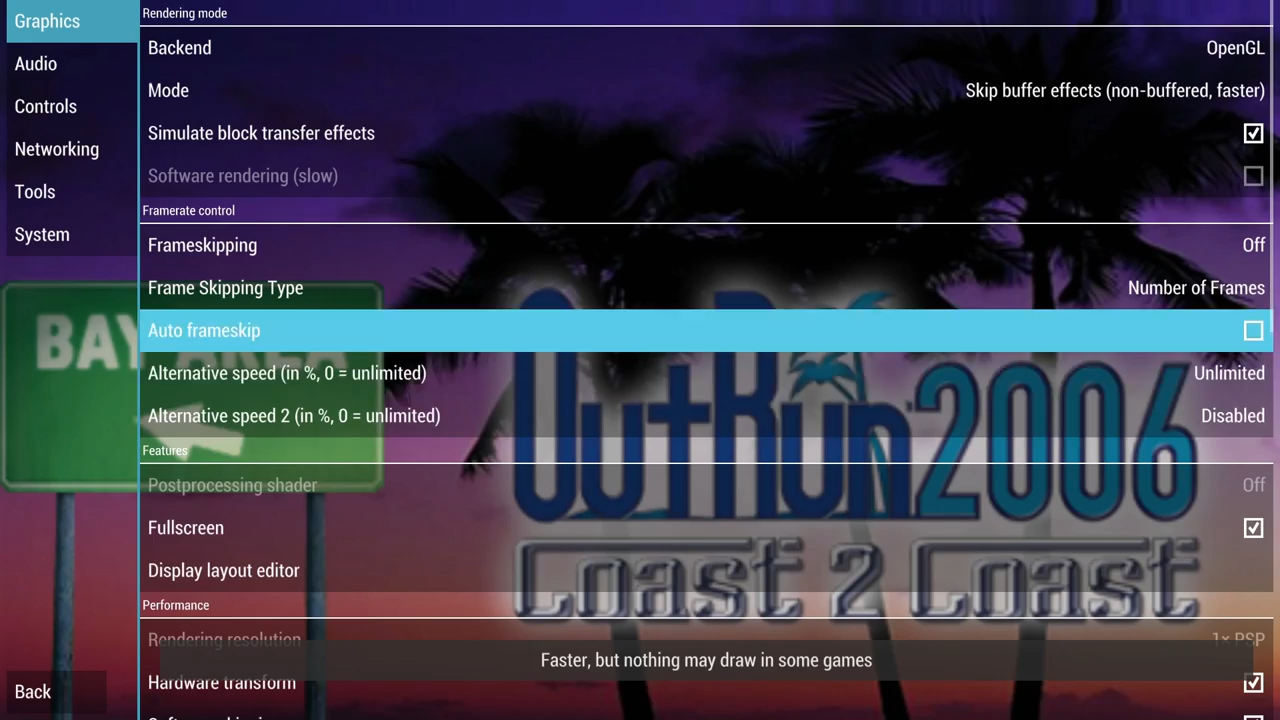 Graphics
Audio
Controls
Networking
Tools
System
Back
Rendering mode
Backend OpenGL
Mode Skip buffer effects (non-buffered, faster)
Simulate block transfer effects
Software rendering (slow)
Framerate control
Frameskipping Off
Frame Skipping Type Number of Frames
Auto frameskip
Alternative speed (in %, 0 = unlimited) Unlimited
Alternative speed 2 (in %, 0 = unlimited) Disabled
Features
Postprocessing shader Off
Fullscreen
Display layout editor
Performance
Rendering resolution 1× PSP
Faster, but nothing may draw in some games
Hardware transform
BAY AREA
OutRun 2006
Coast 2 Coast